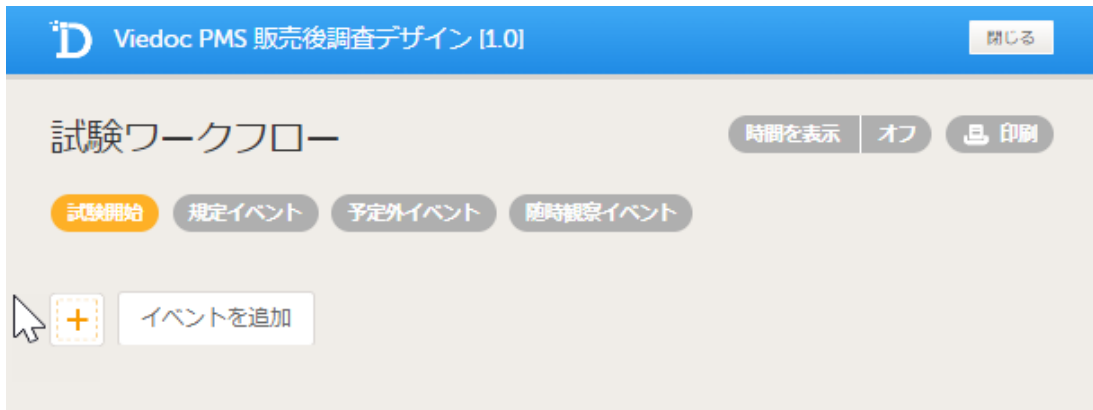 Viedoc PMS 販売後調査デザイン [1.0] 閉じる
試験ワークフロー 時間を表示 オフ 印刷
試験開始 規定イベント 予定外イベント 随時観察イベント
+ イベントを追加